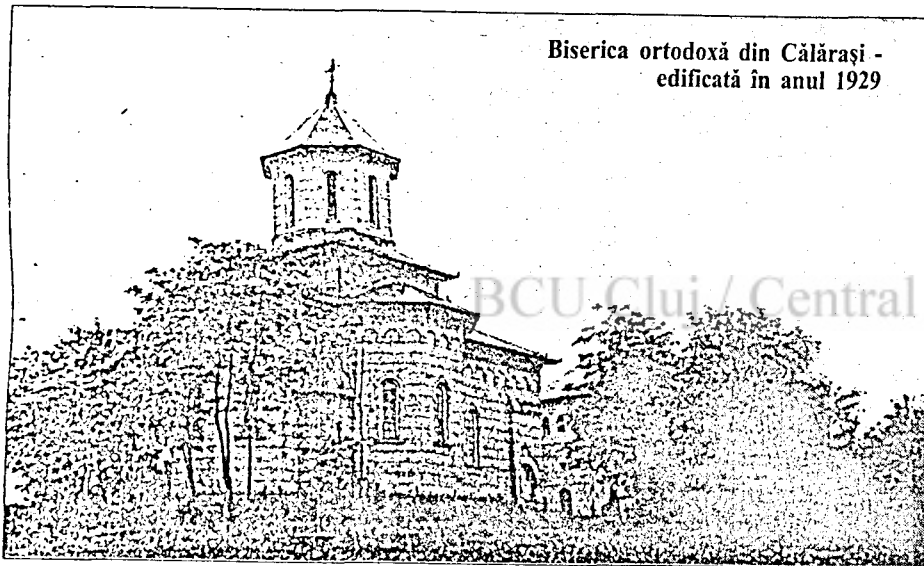 Biserica ortodoxă din Călărași -
edificată în anul 1929
BCU Cluj / Central